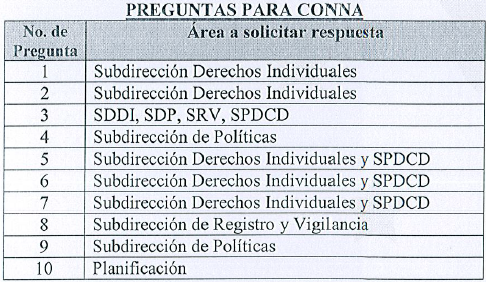 PREGUNTAS PARA CONNA
No. de Pregunta Área a solicitar respuesta
1 Subdirección Derechos Individuales
2 Subdirección Derechos Individuales
3 SDDI, SDP, SRV, SPDCD
4 Subdirección de Políticas
5 Subdirección Derechos Individuales y SPDCD
6 Subdirección Derechos Individuales y SPDCD
7 Subdirección Derechos Individuales y SPDCD
8 Subdirección de Registro y Vigilancia
9 Subdirección de Políticas
10 Planificación